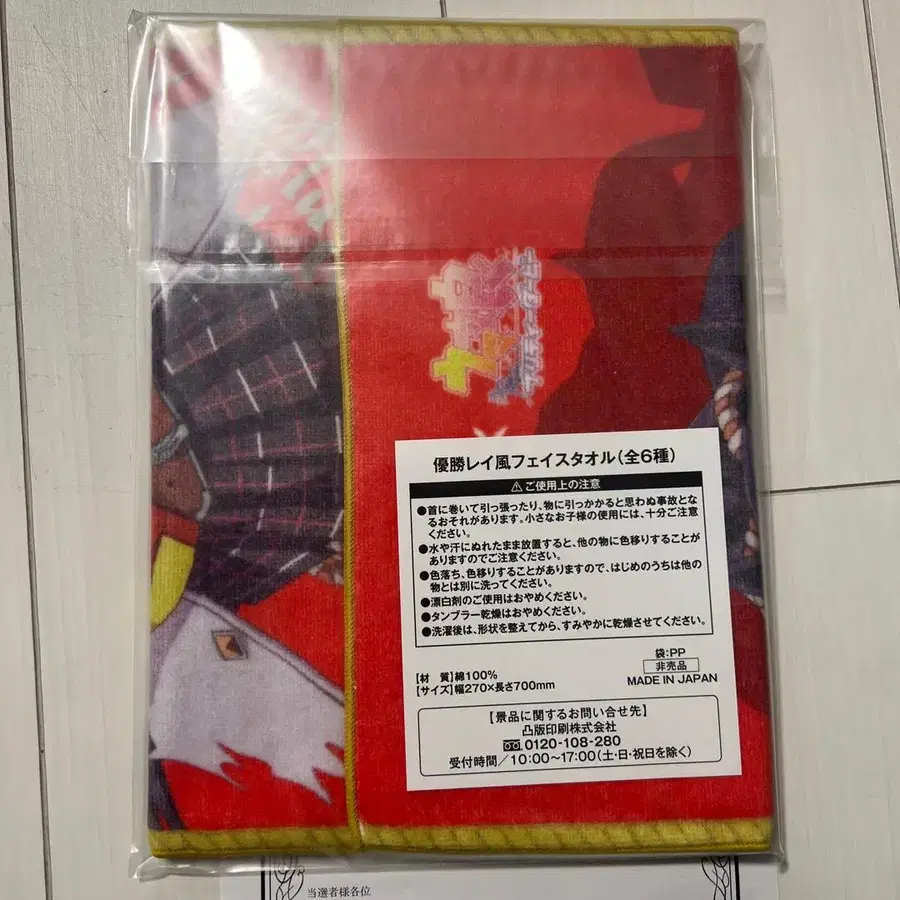 優勝レイ風フェイスタオル(全6種)
⚠ご使用上の注意
●首に巻いて引っ張ったり、物に引っかかると思わぬ事故とな
るおそれがあります。小さなお子様の使用には、十分ご注意
ください。
●水や汗にぬれたまま放置すると、他の物に色移りすることが
ありますのでご注意ください。
●色落ち、色移りすることがありますので、はじめのうちは他の
物とは別に洗ってください。
●漂白剤のご使用はおやめください。
●タンブラー乾燥はおやめください。
●洗濯後は、形状を整えてから、すみやかに乾燥させてください。
袋:PP
非売品
MADE IN JAPAN
【材 質】綿100%
【サイズ】幅270×長さ700mm
【景品に関するお問い合せ先】
凸版印刷株式会社
0120-108-280
受付時間/10:00〜17:00(土・日・祝日を除く)
当選者様各位